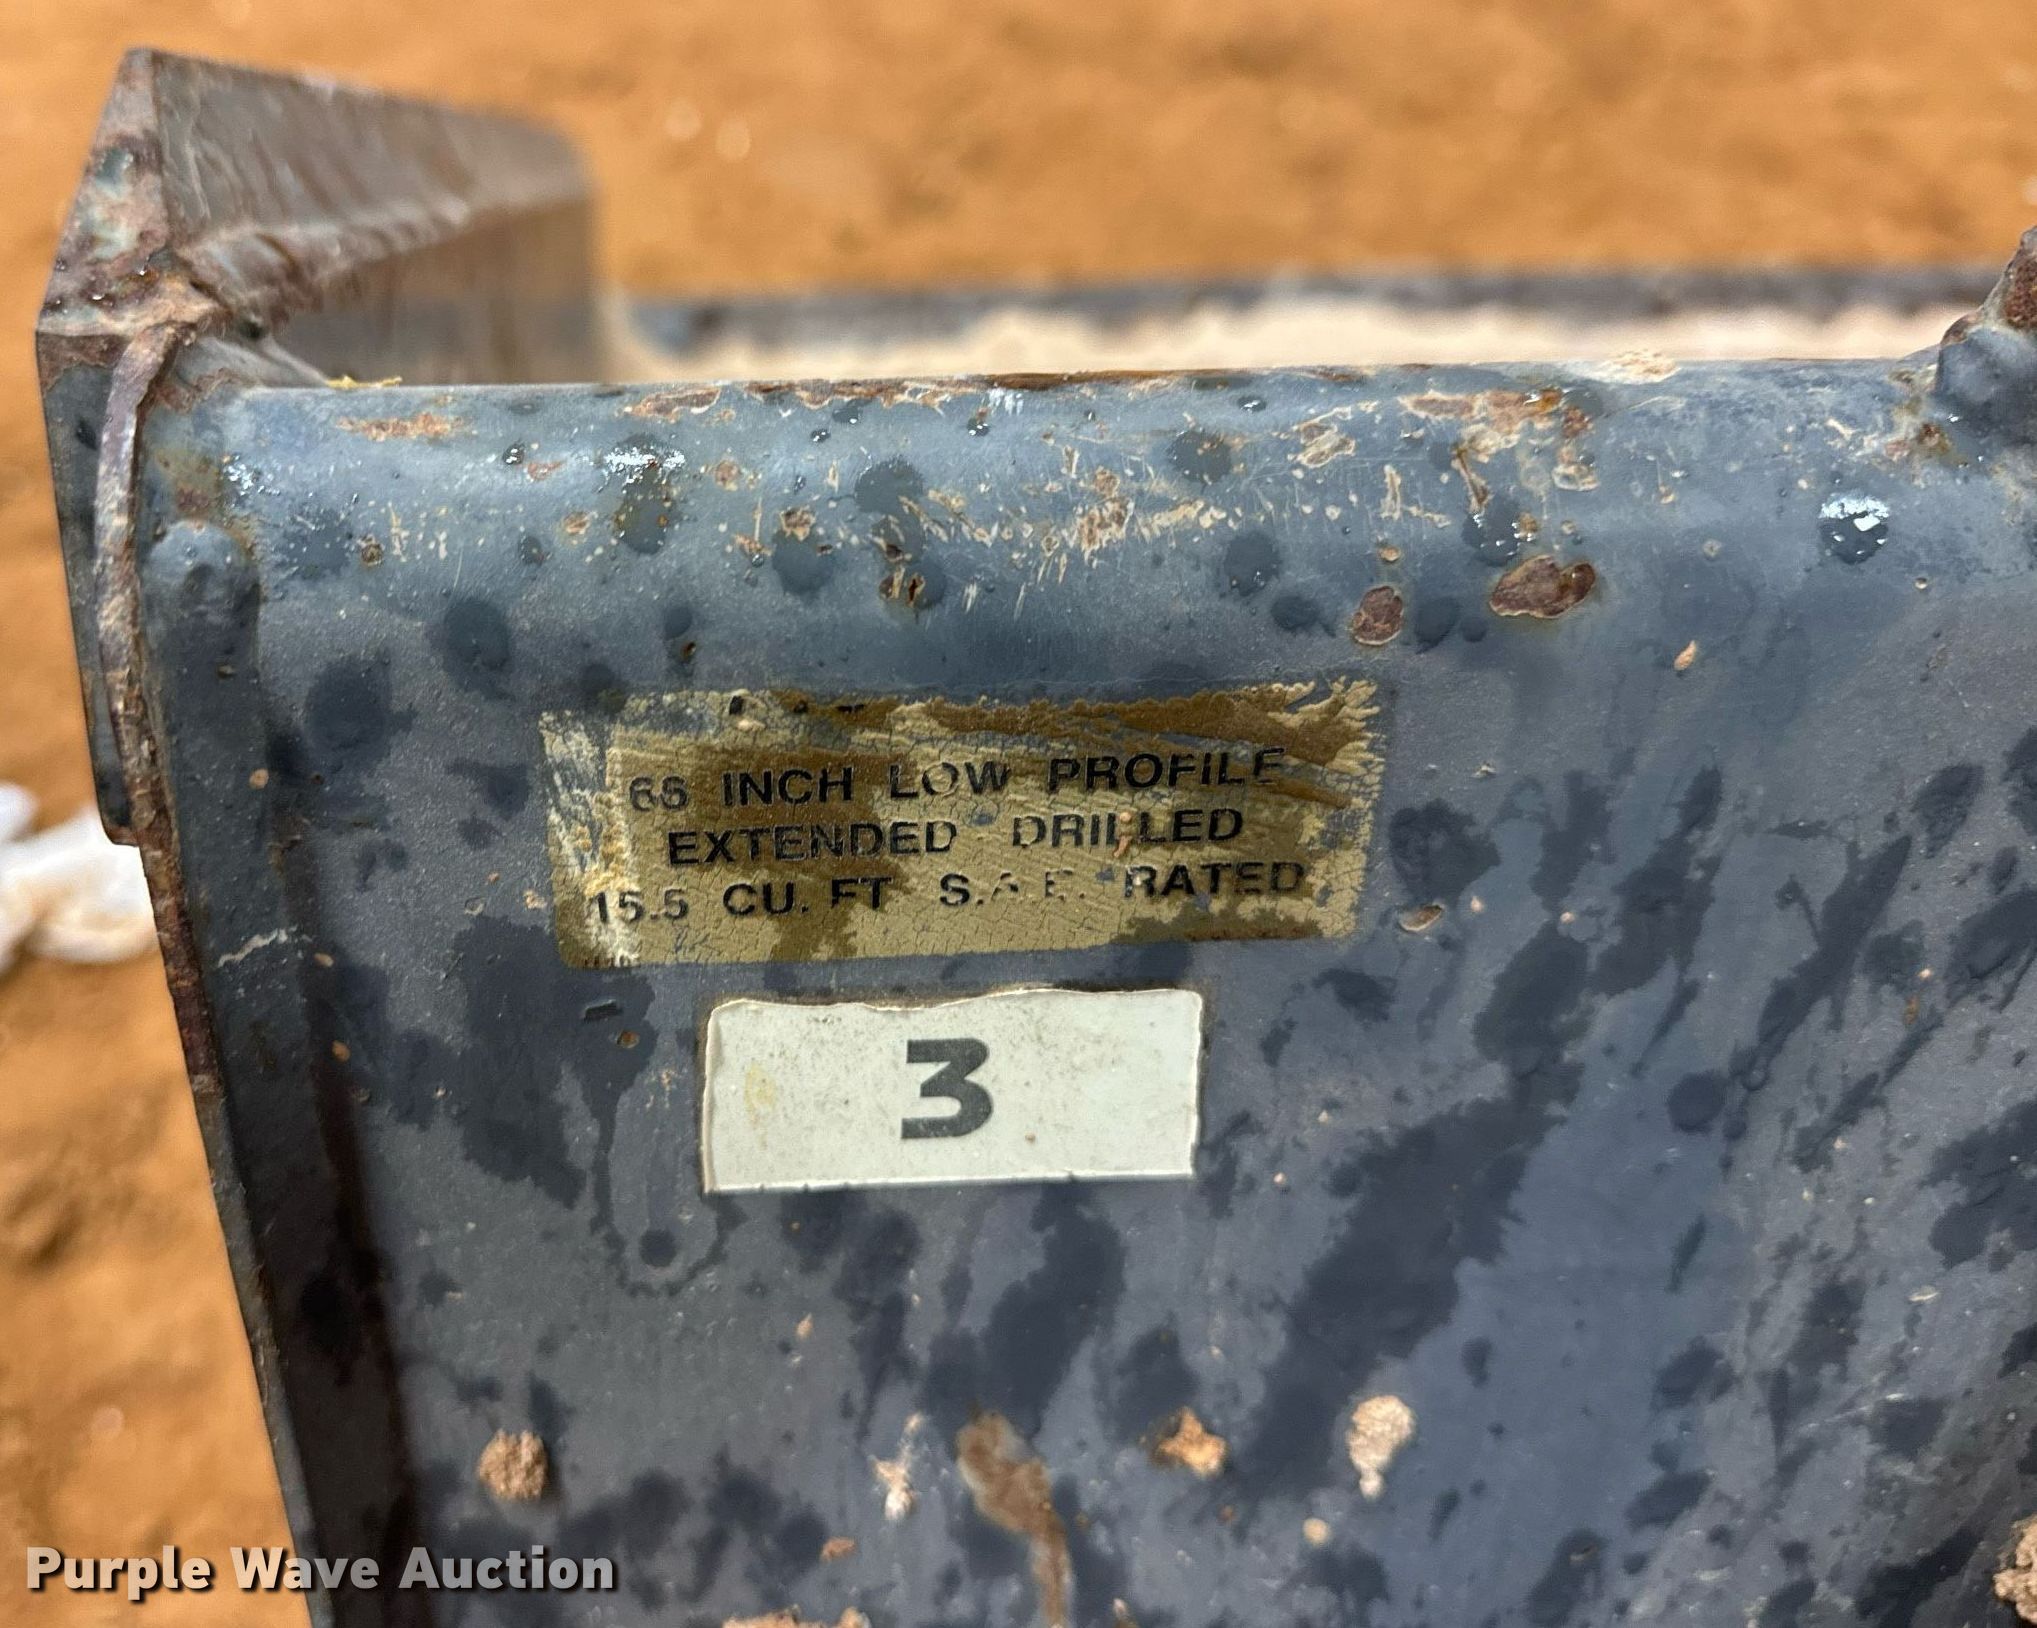 66 INCH LOW PROFILE
EXTENDED DRILLED
15.5 CU. FT S.A.E. RATED
3
Purple Wave Auction